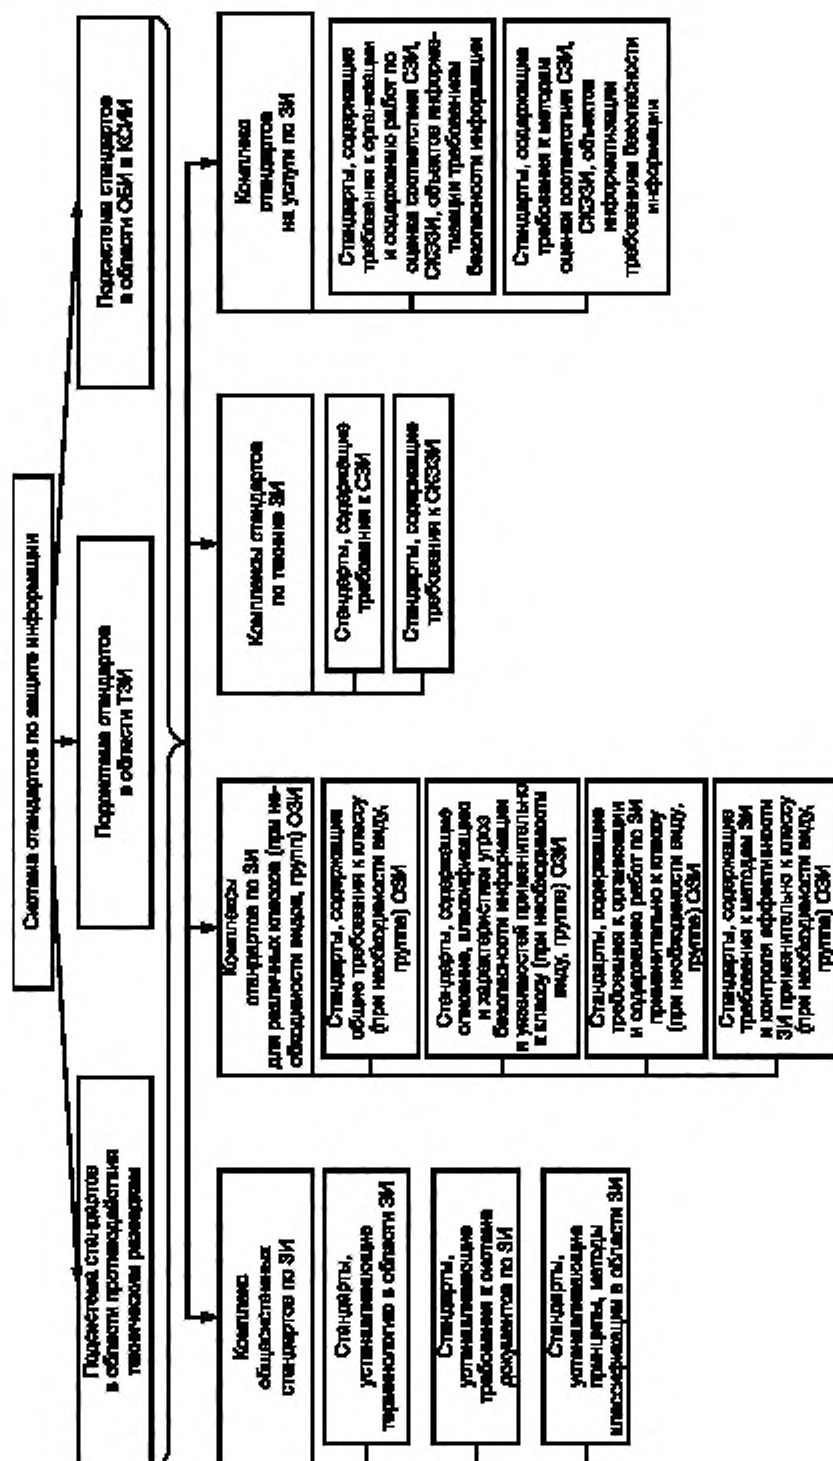 Система стандартов по защите информации
Подсистема стандартов
в области противодействия
техническим разведкам
Подсистема стандартов
в области ТЗИ
Подсистема стандартов
в области ОБИ в КСИИ
Комплекс
общесистемных
стандартов по ЗИ
Стандарты,
устанавливающие
терминологию в области ЗИ
Стандарты,
устанавливающие
требования к системе
документов по ЗИ
Стандарты,
устанавливающие
принципы, методы
классификации в области ЗИ
Комплексы
стандартов по ЗИ
для различных классов (при не-
обходимости видов, групп) ОЗИ
Стандарты, содержащие
общие требования к классу
(при необходимости виду,
группе) ОЗИ
Стандарты, содержащие
описание, классификацию
и характеристики угроз
безопасности информации
и уязвимостей применительно
к классу (при необходимости
виду, группе) ОЗИ
Стандарты, содержащие
требования к организации
и содержанию работ по ЗИ
применительно к классу
(при необходимости виду,
группе) ОЗИ
Стандарты, содержащие
требования к методам ЗИ
и контроля эффективности
ЗИ применительно к классу
(при необходимости виду,
группе) ОЗИ
Комплексы стандартов
по технике ЗИ
Стандарты, содержащие
требования к СЗИ
Стандарты, содержащие
требования к СКЭЗИ
Комплекс
стандартов
на услуги по ЗИ
Стандарты, содержащие
требования к организации
и содержанию работ по
оценке соответствия СЗИ,
СКЭЗИ, объектов информа-
тизации требованиям
безопасности информации
Стандарты, содержащие
требования к методам
оценки соответствия СЗИ,
СКЭЗИ, объектов
информатизации
требованиям безопасности
информации